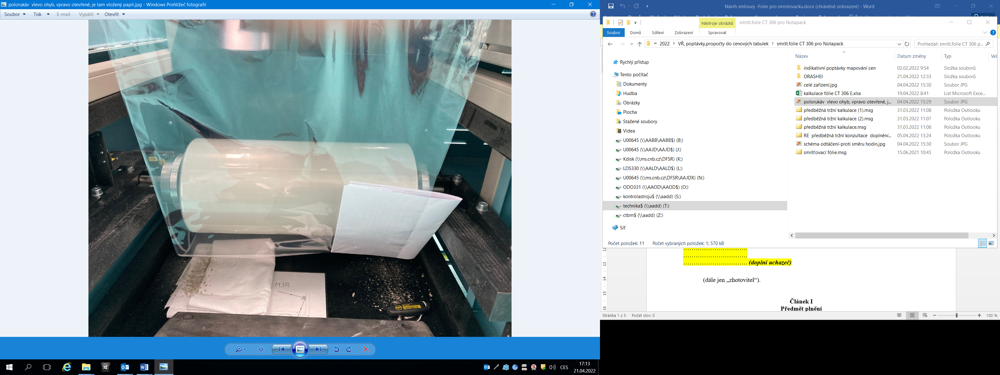 polorukáv  vlevo ohyb, vpravo otevřené, je tam vložený papír.jpg - Windows Prohlížeč fotografií
Soubor
Tisk
E-mail
Vypálit
Otevřít
M3R
17:13
CES
21.04.2022
Návrh smlouvy -Folie pro smrstovacku.docx (chráněné zobrazení) - Word
Nástroje obrázků
smršt.folie CT 306 pro Notapack
Soubor
Domů
Sdílení
Zobrazení
Spravovat
« 2022 > VŘ, poptávky,propočty do cenových tabulek > smršt.folie CT 306 pro Notapack
Prohledat: smršt.folie CT 306 p...
Rychlý přístup
Tento počítač
Dokumenty
Hudba
Obrázky
Plocha
Stažené soubory
Videa
U00645 (\\AABB\AABB$) (B:)
U00645 (\\AAJD\AAJD$) (J:)
Kdisk (\\ms.cnb.cz\DFSR) (K:)
LDS330 (\\AALD\AALD$) (L:)
U00645 (\\ms.cnb.cz\DFSR\AAJDX) (N:)
ODO331 (\\AAOD\AAOD$) (O:)
kontrolastroju$ (\\aadd) (S:)
technika$ (\\aadd) (T:)
ctbm$ (\\aadd) (Z:)
Síť
Název Datum změny Typ Vel
indikativní poptávky mapování cen 02.02.2022 9:54 Složka souborů
ORASHEI 21.04.2022 12:33 Složka souborů
celé zařízení.jpg 04.04.2022 15:30 Soubor JPG
kalkulace fólie CT 306 E.xlsx 19.04.2022 8:41 List Microsoft Exce...
polorukáv  vlevo ohyb, vpravo otevřené, j... 04.04.2022 15:29 Soubor JPG
předběžná tržní kalkulace (1).msg 31.03.2022 11:08 Položka Outlooku
předběžná tržní kalkulace (2).msg 31.03.2022 11:07 Položka Outlooku
předběžná tržní kalkulace.msg 31.03.2022 11:08 Položka Outlooku
RE  předběžná tržní konzultace  doplnění... 05.04.2022 13:24 Položka Outlooku
schéma odtáčení-proti směru hodin.jpg 04.04.2022 15:30 Soubor JPG
smršťovací fólie.msg 15.06.2021 10:45 Položka Outlooku
Počet položek: 11 Počet vybraných položek: 1; 570 kB
12
13
14
15
16
...............................
...............................
............................... (doplní uchazeč)
(dále jen „zhotovitel“).
Článek I
Předmět plnění
Stránka 1 z 5 Počet slov: 0
100 %